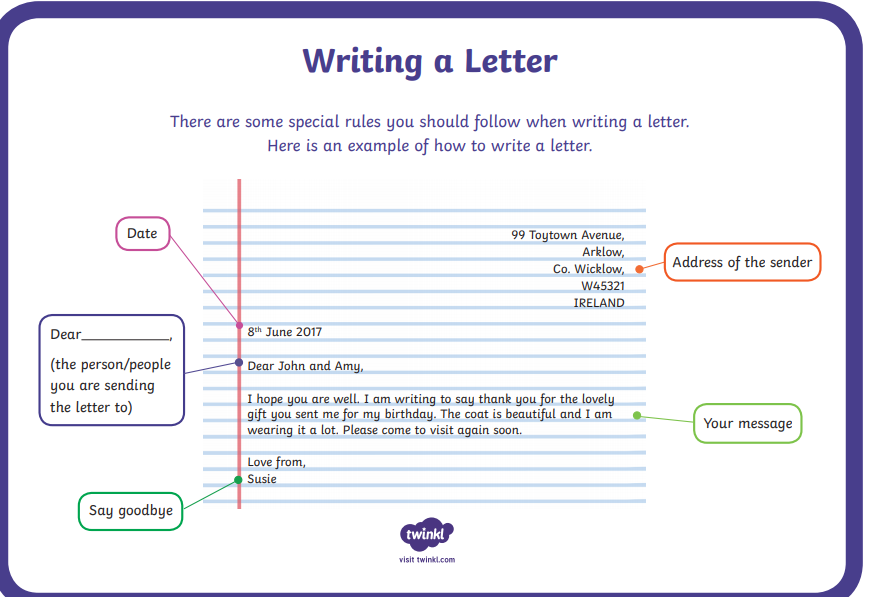 Writing a Letter
There are some special rules you should follow when writing a letter.
Here is an example of how to write a letter.
Date
99 Toytown Avenue,
Arklow,
Co. Wicklow,
W45321
IRELAND
Address of the sender
8th June 2017
Dear____________,
(the person/people
you are sending
the letter to)
Dear John and Amy,
I hope you are well. I am writing to say thank you for the lovely
gift you sent me for my birthday. The coat is beautiful and I am
wearing it a lot. Please come to visit again soon.
Your message
Love from,
Susie
Say goodbye
twinkl
visit twinkl.com